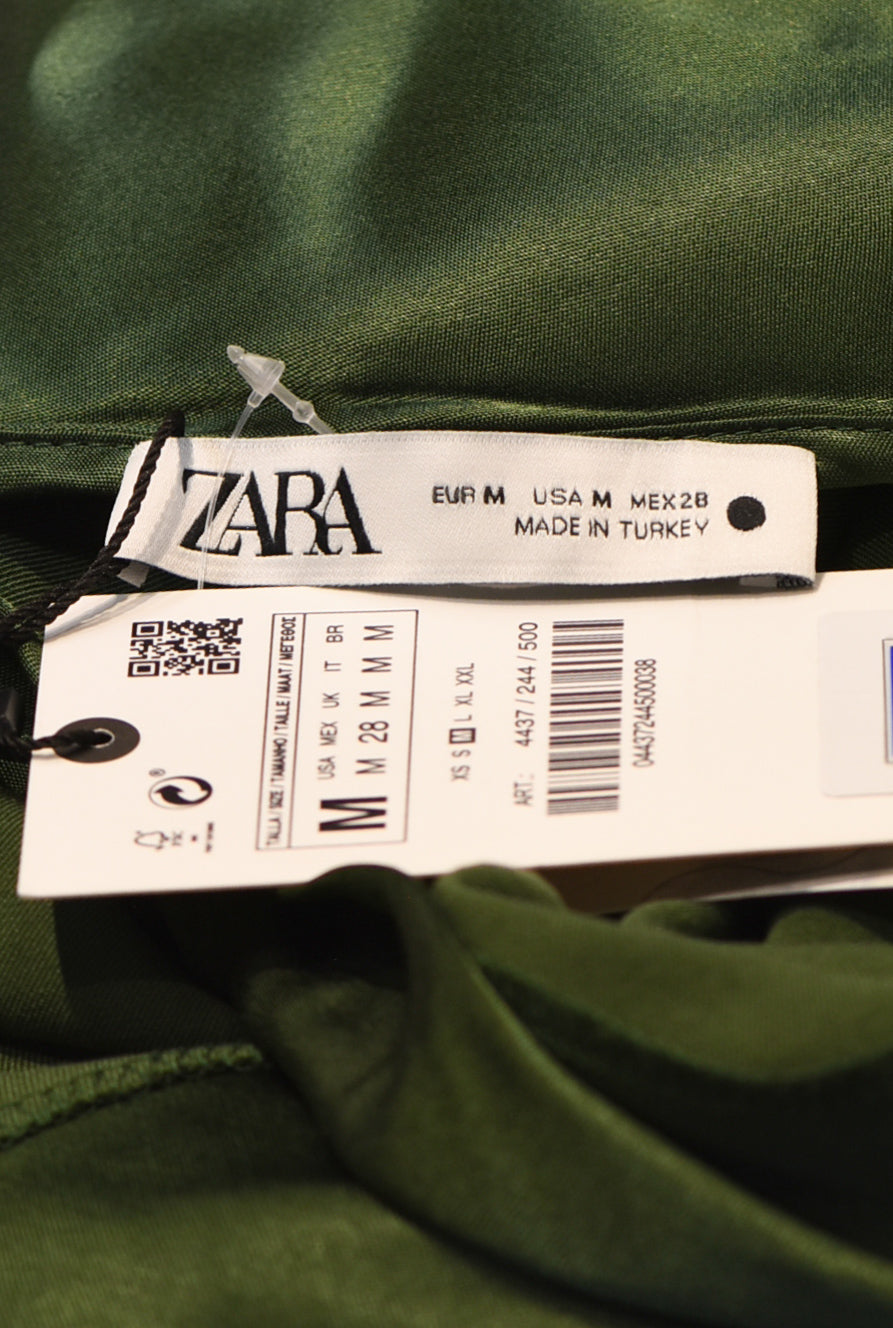 ZARA
EUR M USA M MEX 28
MADE IN TURKEY
TALLA / SIZE / TAMANHO / TAILLE / MAAT / ΜΕΓΕΘΟΣ
USA MEX UK IT BR
M M 28 M M M
XS S M L XL XXL
ART.: 4437 / 244 / 500
04437244500038
®
FSC